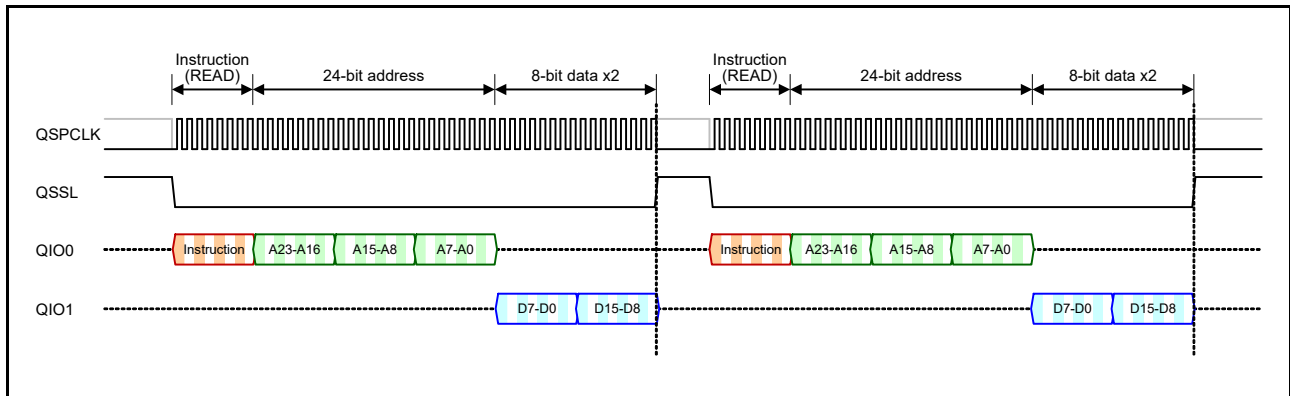 Instruction
(READ) 24-bit address 8-bit data x2 Instruction
(READ) 24-bit address 8-bit data x2
QSPCLK
QSSL
QIO0 Instruction A23-A16 A15-A8 A7-A0 Instruction A23-A16 A15-A8 A7-A0
QIO1 D7-D0 D15-D8 D7-D0 D15-D8